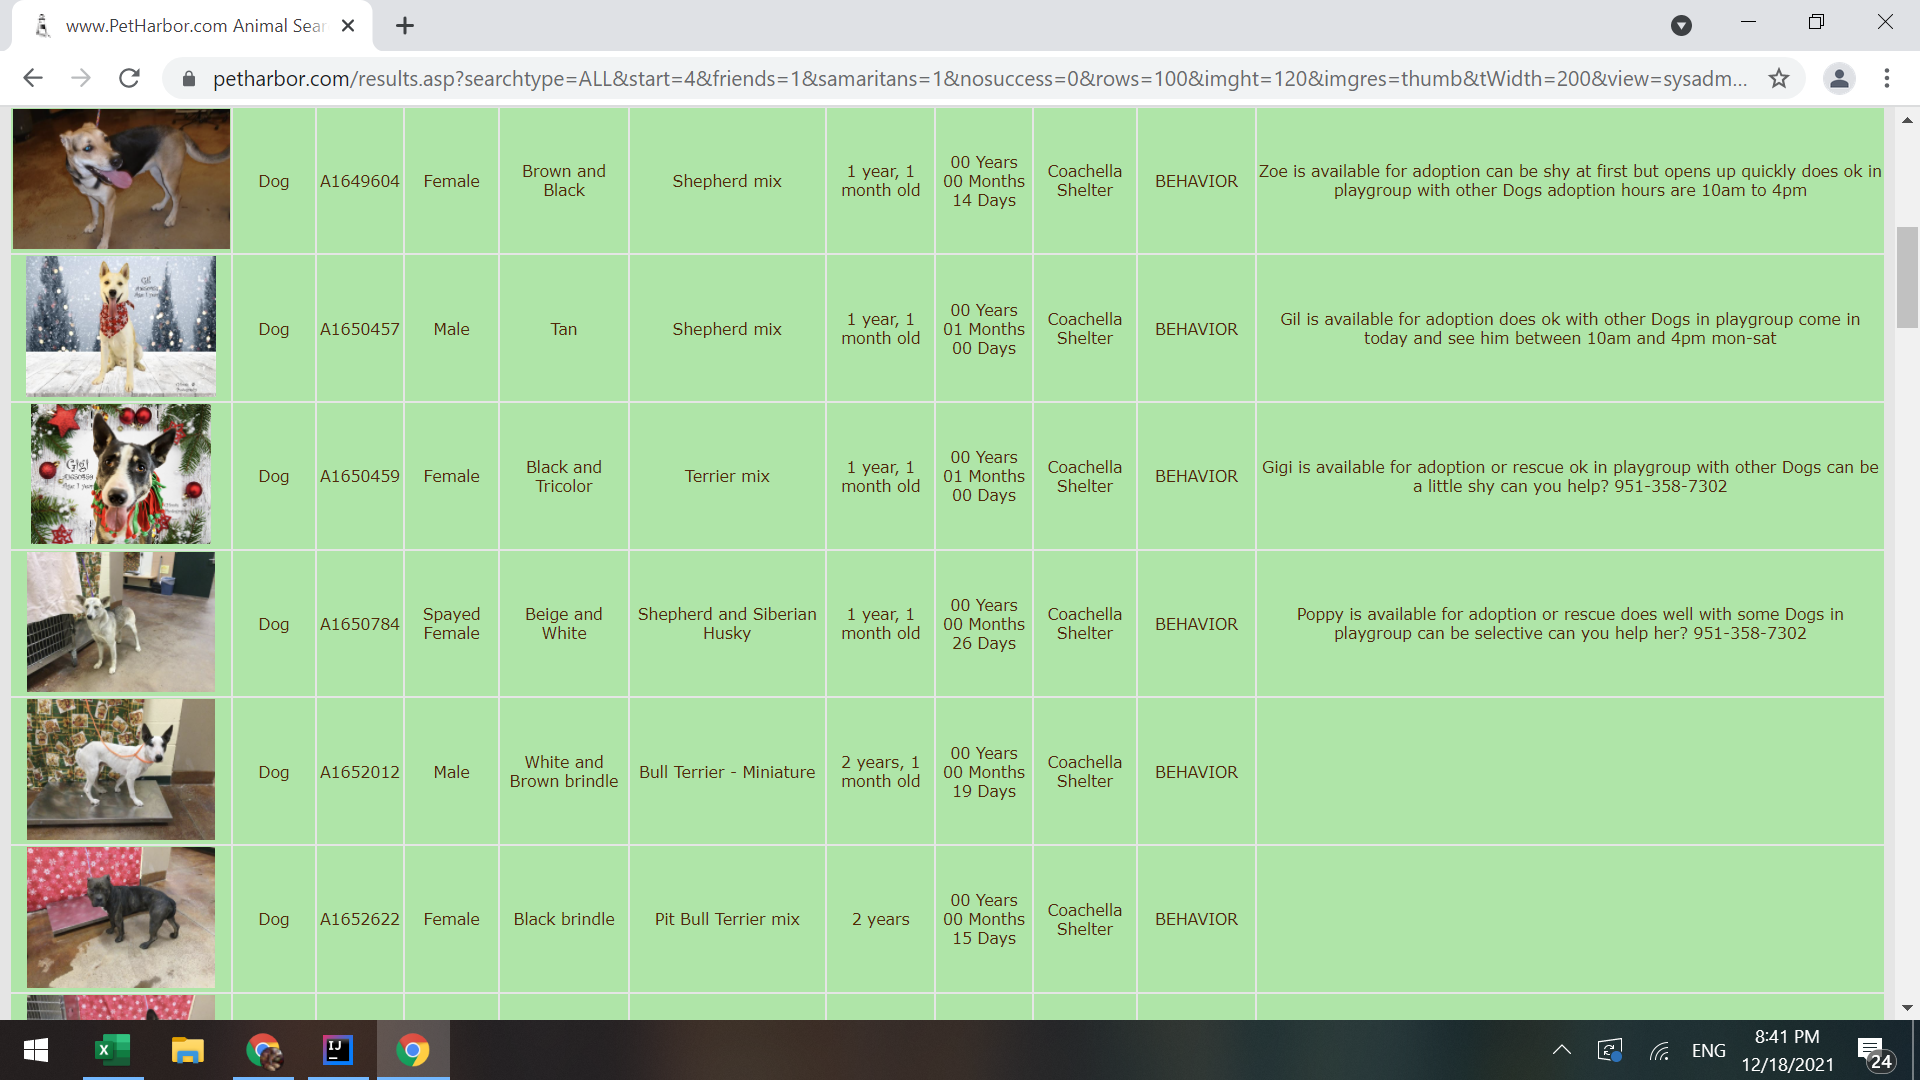 www.PetHarbor.com Animal Sear
petharbor.com/results.asp?searchtype=ALL&start=4&friends=1&samaritans=1&nosuccess=0&rows=100&imght=120&imgres=thumb&tWidth=200&view=sysadm...
Dog
A1649604
Female
Brown and
Black
Shepherd mix
1 year, 1
month old
00 Years
00 Months
14 Days
Coachella
Shelter
BEHAVIOR
Zoe is available for adoption can be shy at first but opens up quickly does ok in
playgroup with other Dogs adoption hours are 10am to 4pm
Gil
Dog
A1650457
Male
Tan
Shepherd mix
1 year, 1
month old
00 Years
01 Months
00 Days
Coachella
Shelter
BEHAVIOR
Gil is available for adoption does ok with other Dogs in playgroup come in
today and see him between 10am and 4pm mon-sat
Gigi
Dog
A1650459
Female
Black and
Tricolor
Terrier mix
1 year, 1
month old
00 Years
01 Months
00 Days
Coachella
Shelter
BEHAVIOR
Gigi is available for adoption or rescue ok in playgroup with other Dogs can be
a little shy can you help? 951-358-7302
Dog
A1650784
Spayed
Female
Beige and
White
Shepherd and Siberian
Husky
1 year, 1
month old
00 Years
00 Months
26 Days
Coachella
Shelter
BEHAVIOR
Poppy is available for adoption or rescue does well with some Dogs in
playgroup can be selective can you help her? 951-358-7302
Dog
A1652012
Male
White and
Brown brindle
Bull Terrier - Miniature
2 years, 1
month old
00 Years
00 Months
19 Days
Coachella
Shelter
BEHAVIOR
Dog
A1652622
Female
Black brindle
Pit Bull Terrier mix
2 years
00 Years
00 Months
15 Days
Coachella
Shelter
BEHAVIOR
X
IJ
ENG
8:41 PM
12/18/2021
24